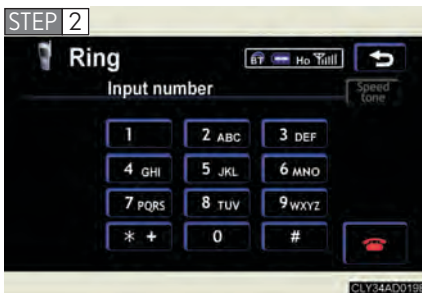 STEP 2
Ring
BT Ho
Input number
Speed tone
1
2 ABC
3 DEF
4 GHI
5 JKL
6 MNO
7 PQRS
8 TUV
9 WXYZ
* +
0
#
CLY34AD019B